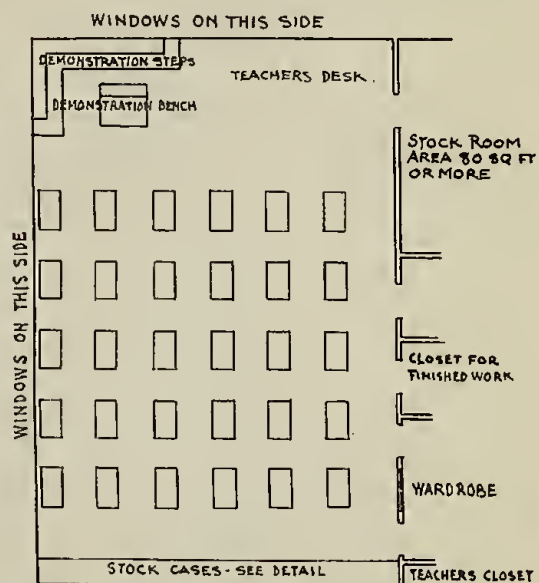 WINDOWS ON THIS SIDE
DEMONSTRATION STEPS
TEACHERS DESK.
DEMONSTRATION BENCH
STOCK ROOM
AREA 80 SQ FT
OR MORE
WINDOWS ON THIS SIDE
CLOSET FOR
FINISHED WORK
WARDROBE
STOCK CASES - SEE DETAIL
TEACHERS CLOSET